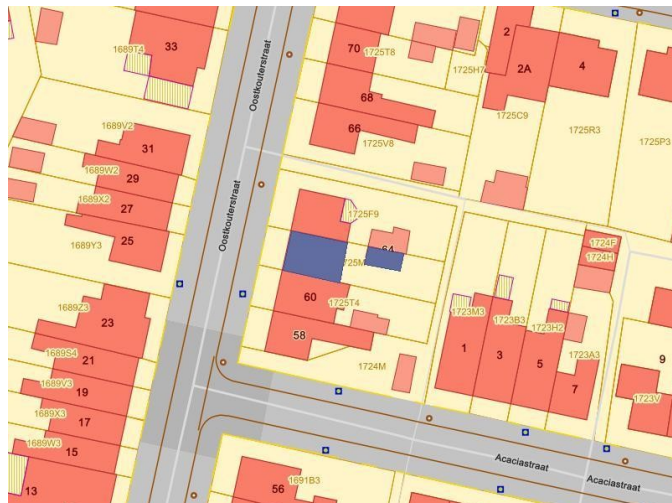 33
1689T4
Oostkouterstraat
70
1725T8
2
2A
4
1725H7
68
66
1725V8
1725C9
1725R3
1725P3
1689V2
31
1689W2
29
1689X2
27
25
1689Y3
Oostkouterstraat
1725F9
1724F
1724H
60
1725T4
58
1724M
1689Z3
23
1689S4
21
1689V3
19
1689X3
17
1689W3
15
13
1723M3
1723B3
1723H2
1723A3
1
3
5
7
9
1723V
Acaciastraat
Acaciastraat
1691B3
56